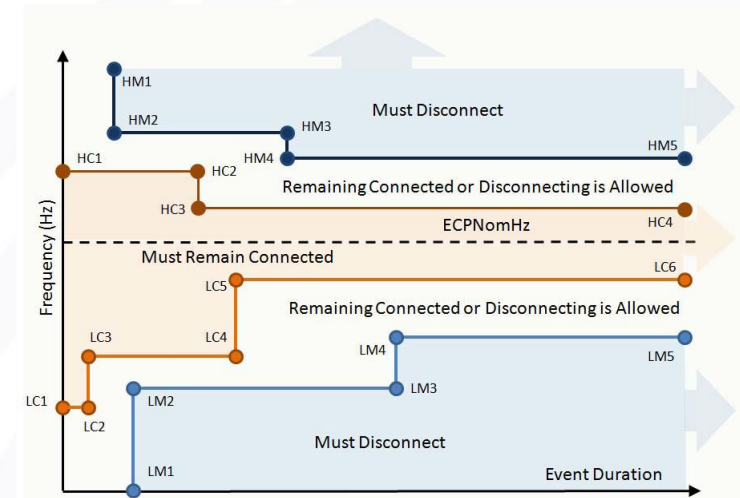 HM1
Must Disconnect
HM2
HM3
HM4
HM5
HC1
HC2
Remaining Connected or Disconnecting is Allowed
HC3
HC4
ECPNomHz
Frequency (Hz)
Must Remain Connected
LC6
LC5
Remaining Connected or Disconnecting is Allowed
LC3
LC4
LM4
LM5
LC1
LM2
LM3
LC2
Must Disconnect
LM1
Event Duration